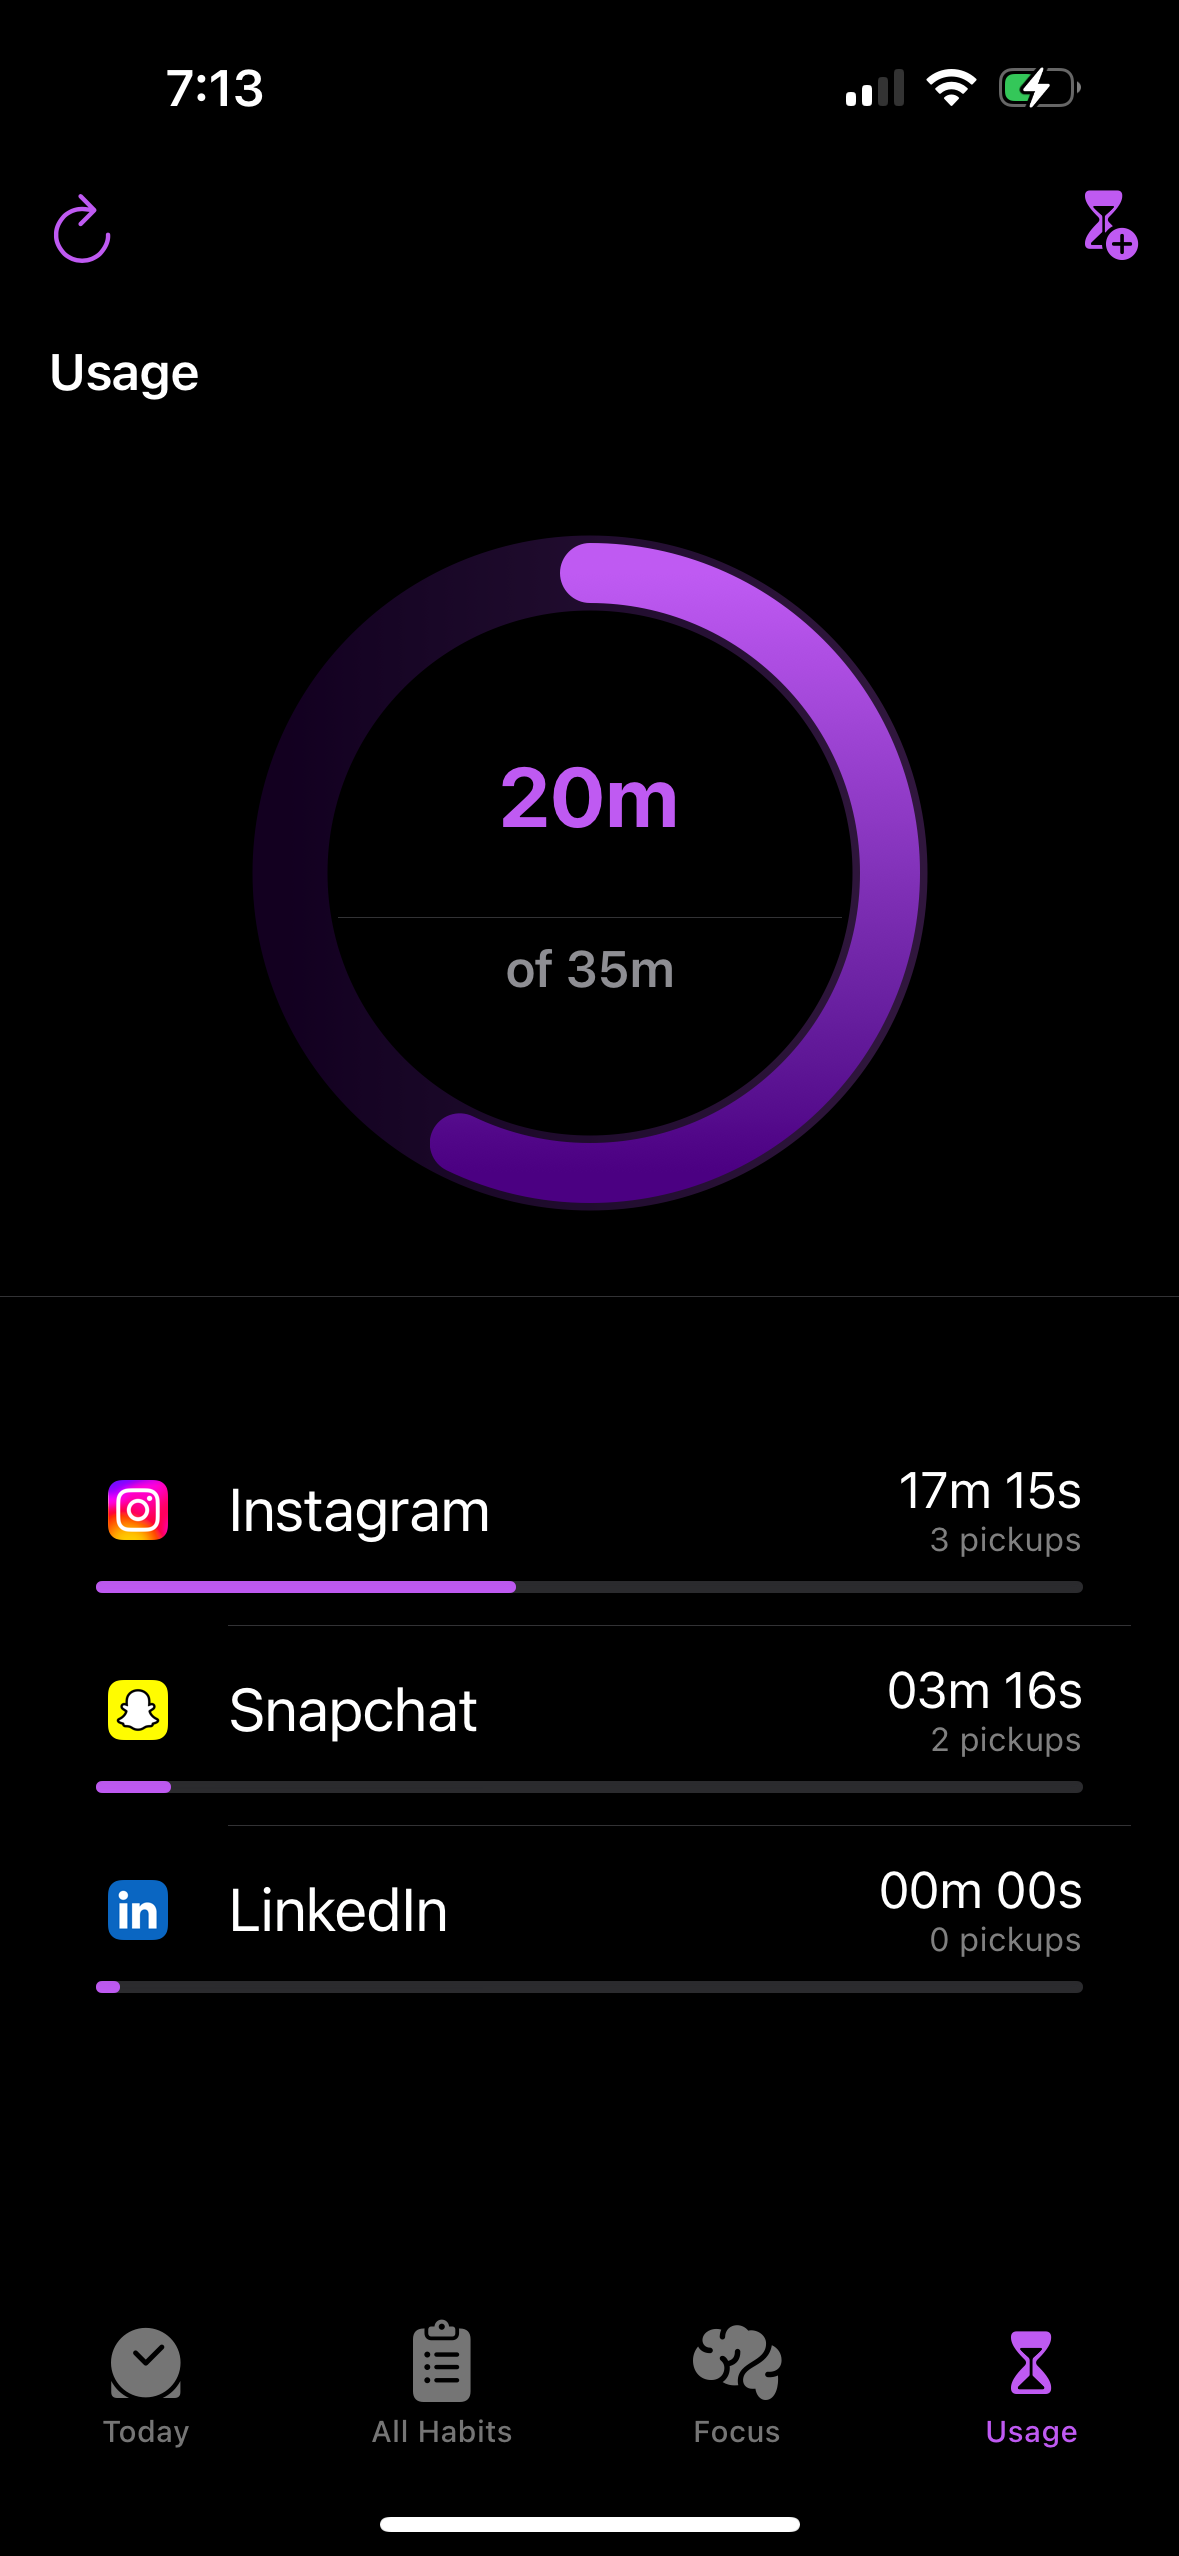 7:13
Usage
20m
of 35m
Instagram
17m 15s
3 pickups
Snapchat
03m 16s
2 pickups
in
LinkedIn
00m 00s
0 pickups
Today
All Habits
Focus
Usage